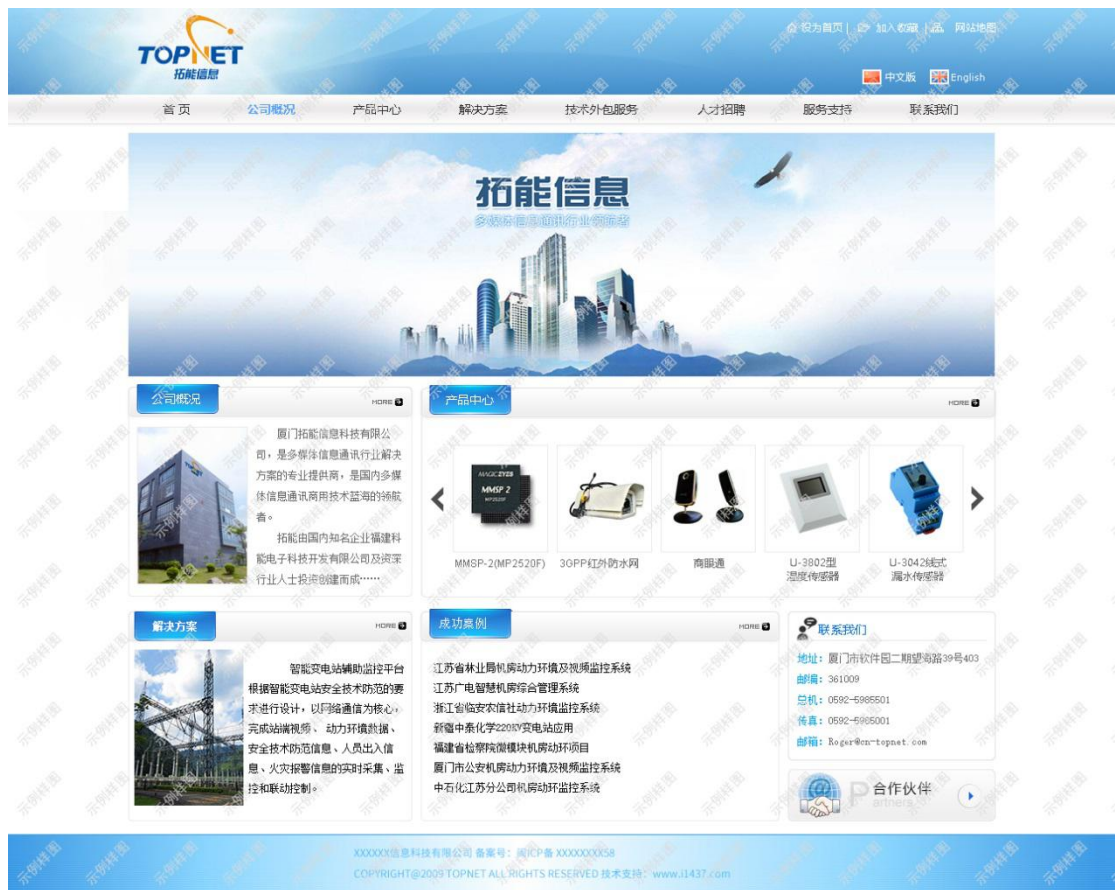 设为首页 | 加入收藏 | 网站地图
TOPNET
拓能信息
中文版 English
首页 公司概况 产品中心 解决方案 技术外包服务 人才招聘 服务支持 联系我们
拓能信息
多媒体信息通讯行业领航者
公司概况
HOME
厦门拓能信息科技有限公
司，是多媒体信息通讯行业解决
方案的专业提供商，是国内多媒
体信息通讯商用技术蓝海的领航
者。
拓能由国内知名企业福建科
能电子科技开发有限公司及资深
行业人士投资创建而成……
产品中心
HOME
MAGIC EYES
MMSP 2
MP2520F
MMSP-2(MP2520F)
3GPP红外防水网
商眼通
U-3802型
湿度传感器
U-3042线式
漏水传感器
解决方案
HOME
智能变电站辅助监控平台
根据智能变电站安全技术防范的要
求进行设计，以网络通信为核心，
完成站端视频、动力环境数据、
安全技术防范信息、人员出入信
息、火灾报警信息的实时采集、监
控和联动控制。
成功案例
HOME
江苏省林业局机房动力环境及视频监控系统
江苏广电智慧机房综合管理系统
浙江省临安农信社动力环境监控系统
新疆中泰化学220KV变电站应用
福建省检察院微模块机房动环项目
厦门市公安机房动力环境及视频监控系统
中石化江苏分公司机房动环监控系统
联系我们
地址：厦门市软件园二期望海路39号403
邮编：361009
总机：0592-5985501
传真：0592-5985001
邮箱：Roger@cn-topnet.com
合作伙伴
Partners
XXXXXX信息科技有限公司 备案号：闽ICP备 XXXXXXXX58
COPYRIGHT@2009 TOPNET ALL RIGHTS RESERVED 技术支持：www.i1437.com
示例样图